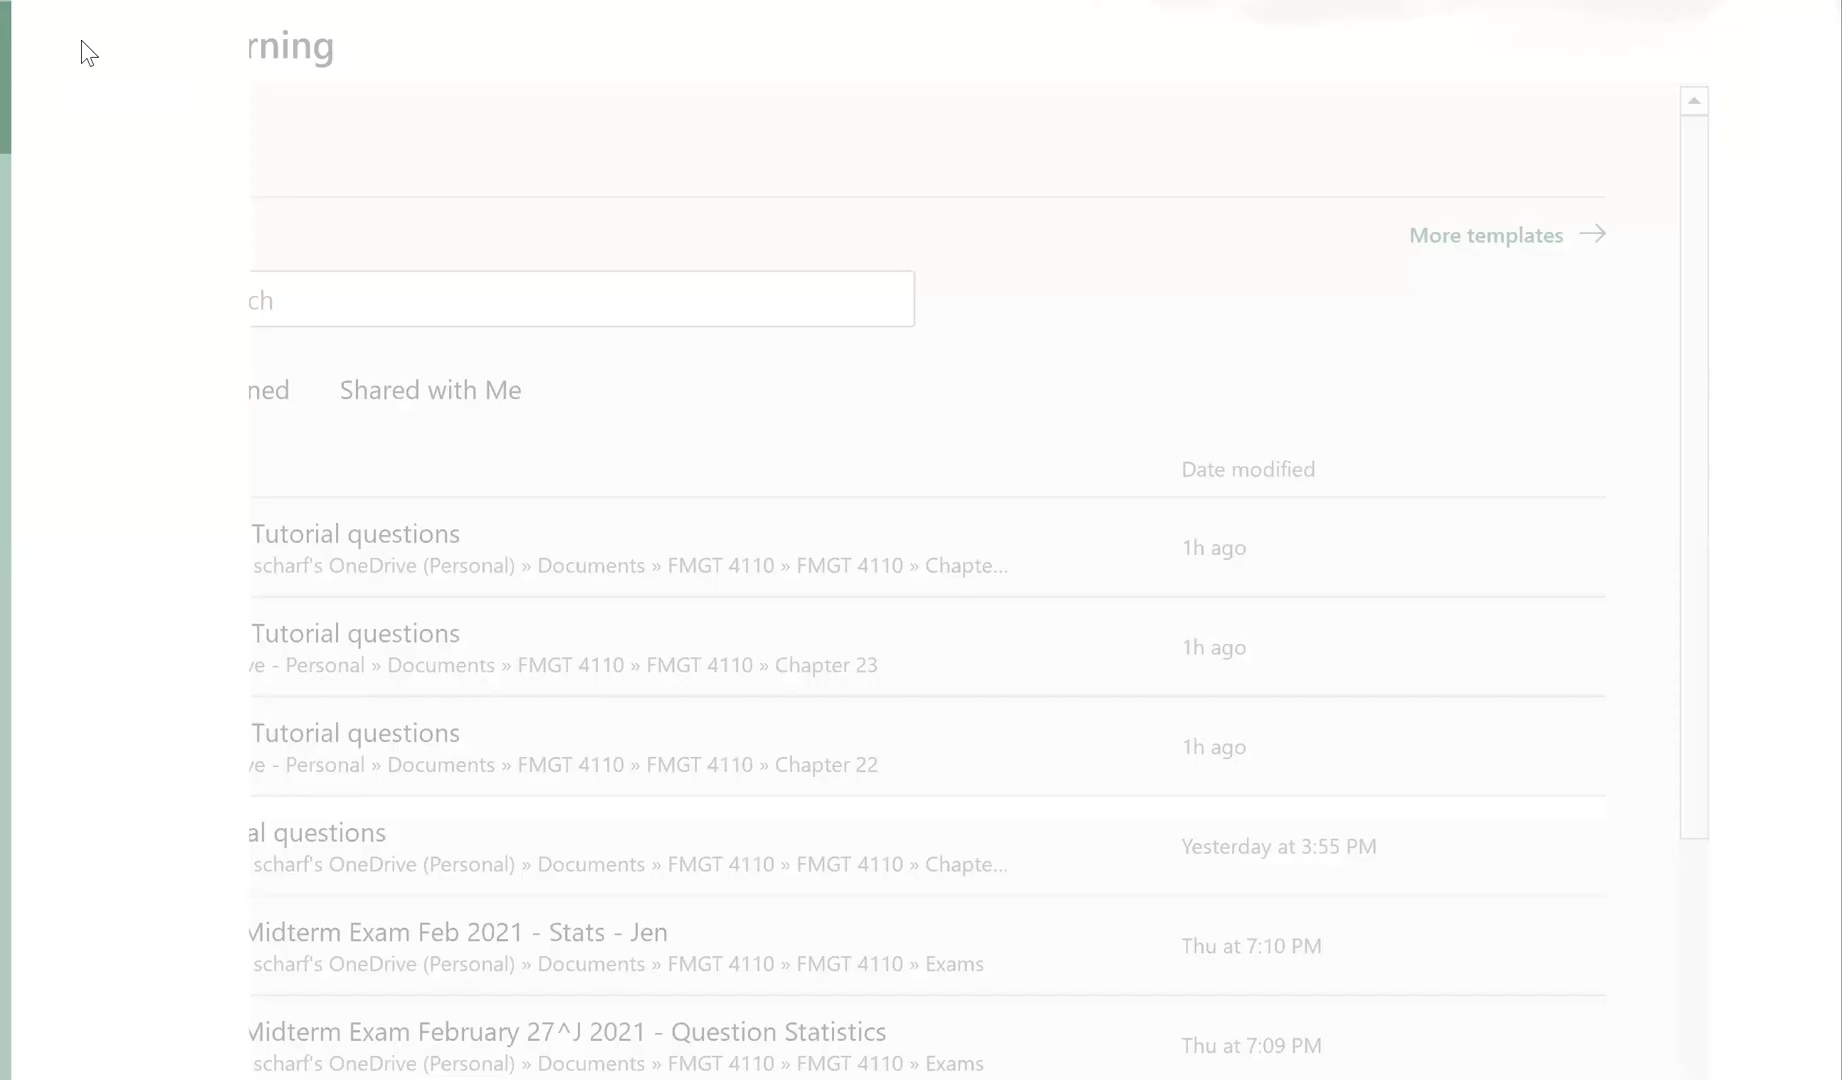 rning
More templates
ch
ned Shared with Me
Date modified
Tutorial questions
1h ago
scharf's OneDrive (Personal) » Documents » FMGT 4110 » FMGT 4110 » Chapte...
Tutorial questions
1h ago
ve - Personal » Documents » FMGT 4110 » FMGT 4110 » Chapter 23
Tutorial questions
1h ago
ve - Personal » Documents » FMGT 4110 » FMGT 4110 » Chapter 22
al questions
Yesterday at 3:55 PM
scharf's OneDrive (Personal) » Documents » FMGT 4110 » FMGT 4110 » Chapte...
Midterm Exam Feb 2021 - Stats - Jen
Thu at 7:10 PM
scharf's OneDrive (Personal) » Documents » FMGT 4110 » FMGT 4110 » Exams
Midterm Exam February 27^J 2021 - Question Statistics
Thu at 7:09 PM
scharf's OneDrive (Personal) » Documents » FMGT 4110 » FMGT 4110 » Exams